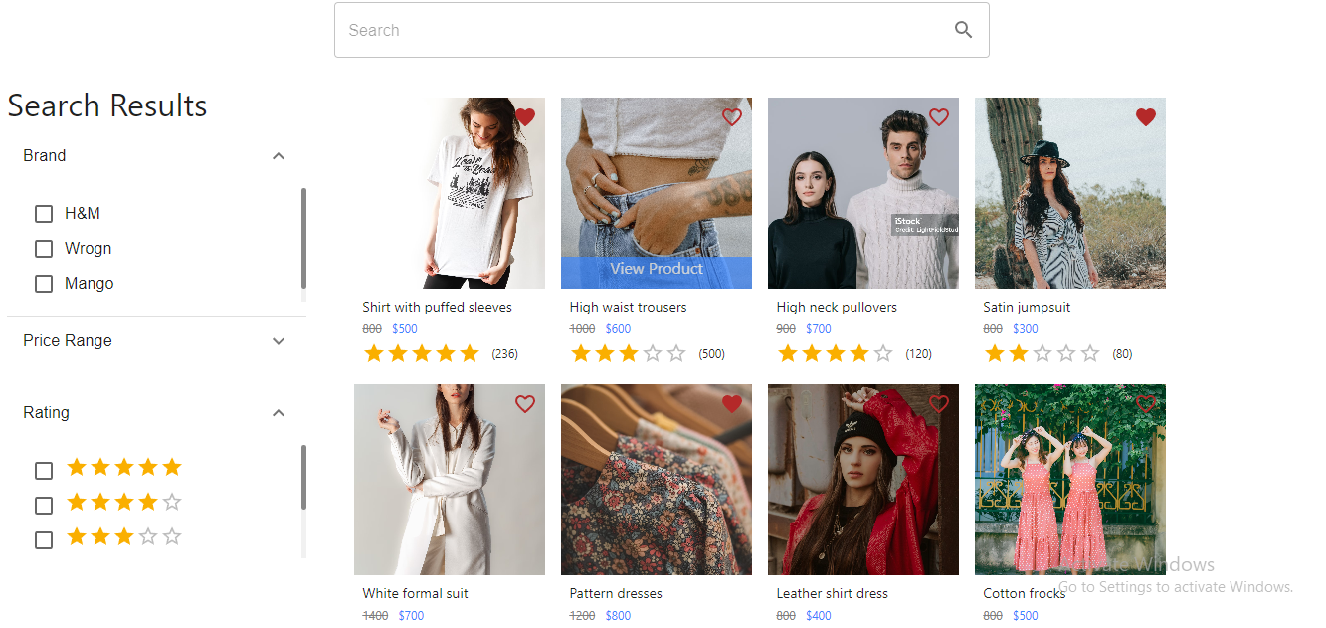 Search
Search Results
Brand
H&M
Wrogn
Mango
Price Range
Rating
iStock
Credit: LightFieldStud
View Product
Shirt with puffed sleeves
800 $500
(236)
High waist trousers
1000 $600
(500)
High neck pullovers
900 $700
(120)
Satin jumpsuit
800 $300
(80)
White formal suit
1400 $700
Pattern dresses
1200 $800
Leather shirt dress
800 $400
Cotton frocks
800 $500
Activate Windows
Go to Settings to activate Windows.